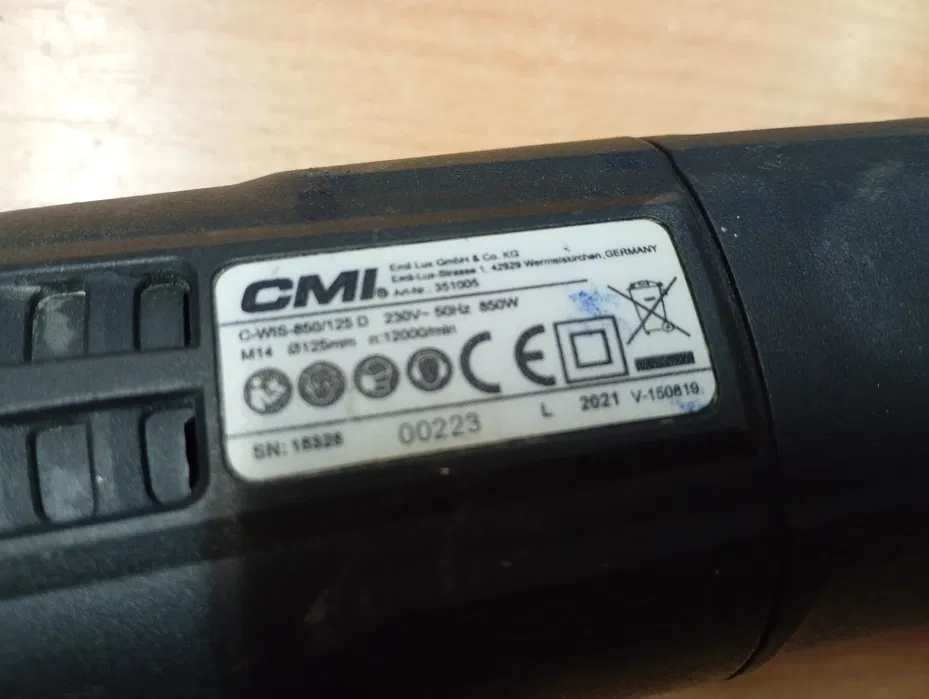 CMI®
Emil Lux GmbH & Co. KG
Emil-Lux-Strasse 1, 42929 Wermelskirchen, GERMANY
Art-Nr.: 351005
C-WIS-850/125 D 230V~ 50Hz 850W
M14 Ø125mm n:12000/min
CE
SN: 18328 00223 L 2021 V-150819